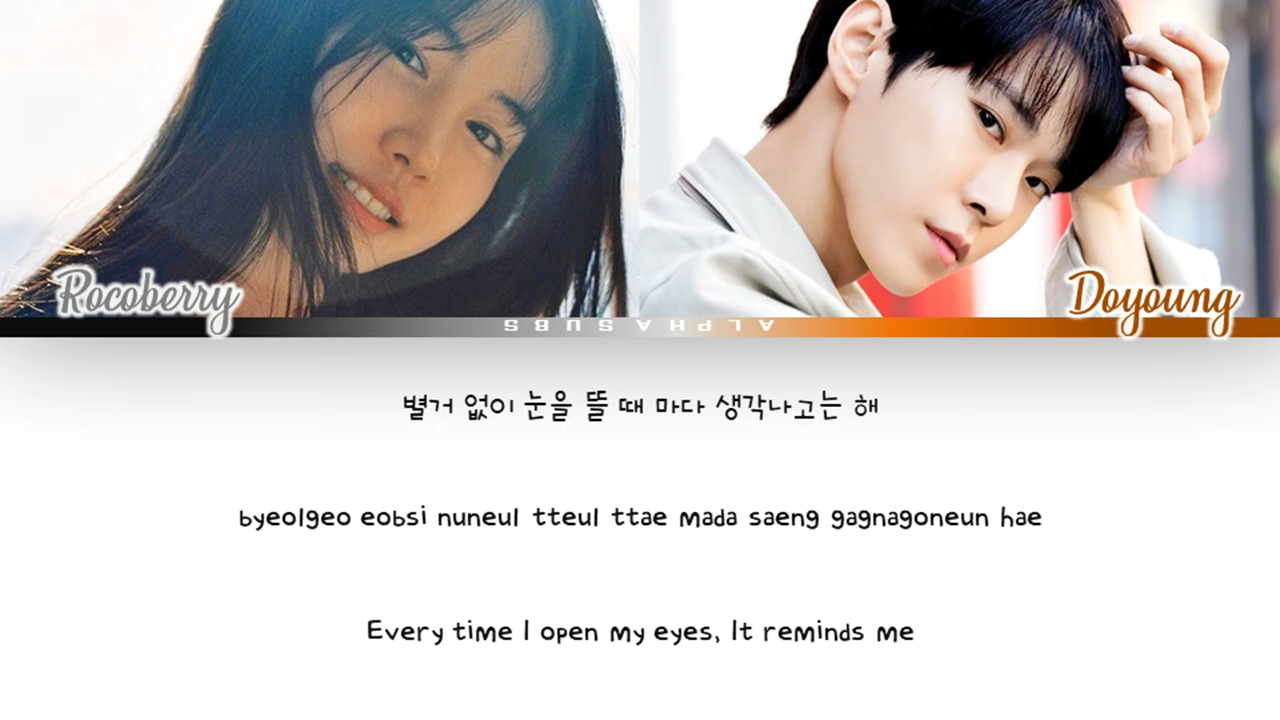 Rocoberry
Doyoung
ALPHA SUBS
별거 없이 눈을 뜰 때 마다 생각나고는 해
byeolgeo eobsi nuneul tteul ttae mada saeng gagnagoneun hae
Every time I open my eyes, It reminds me